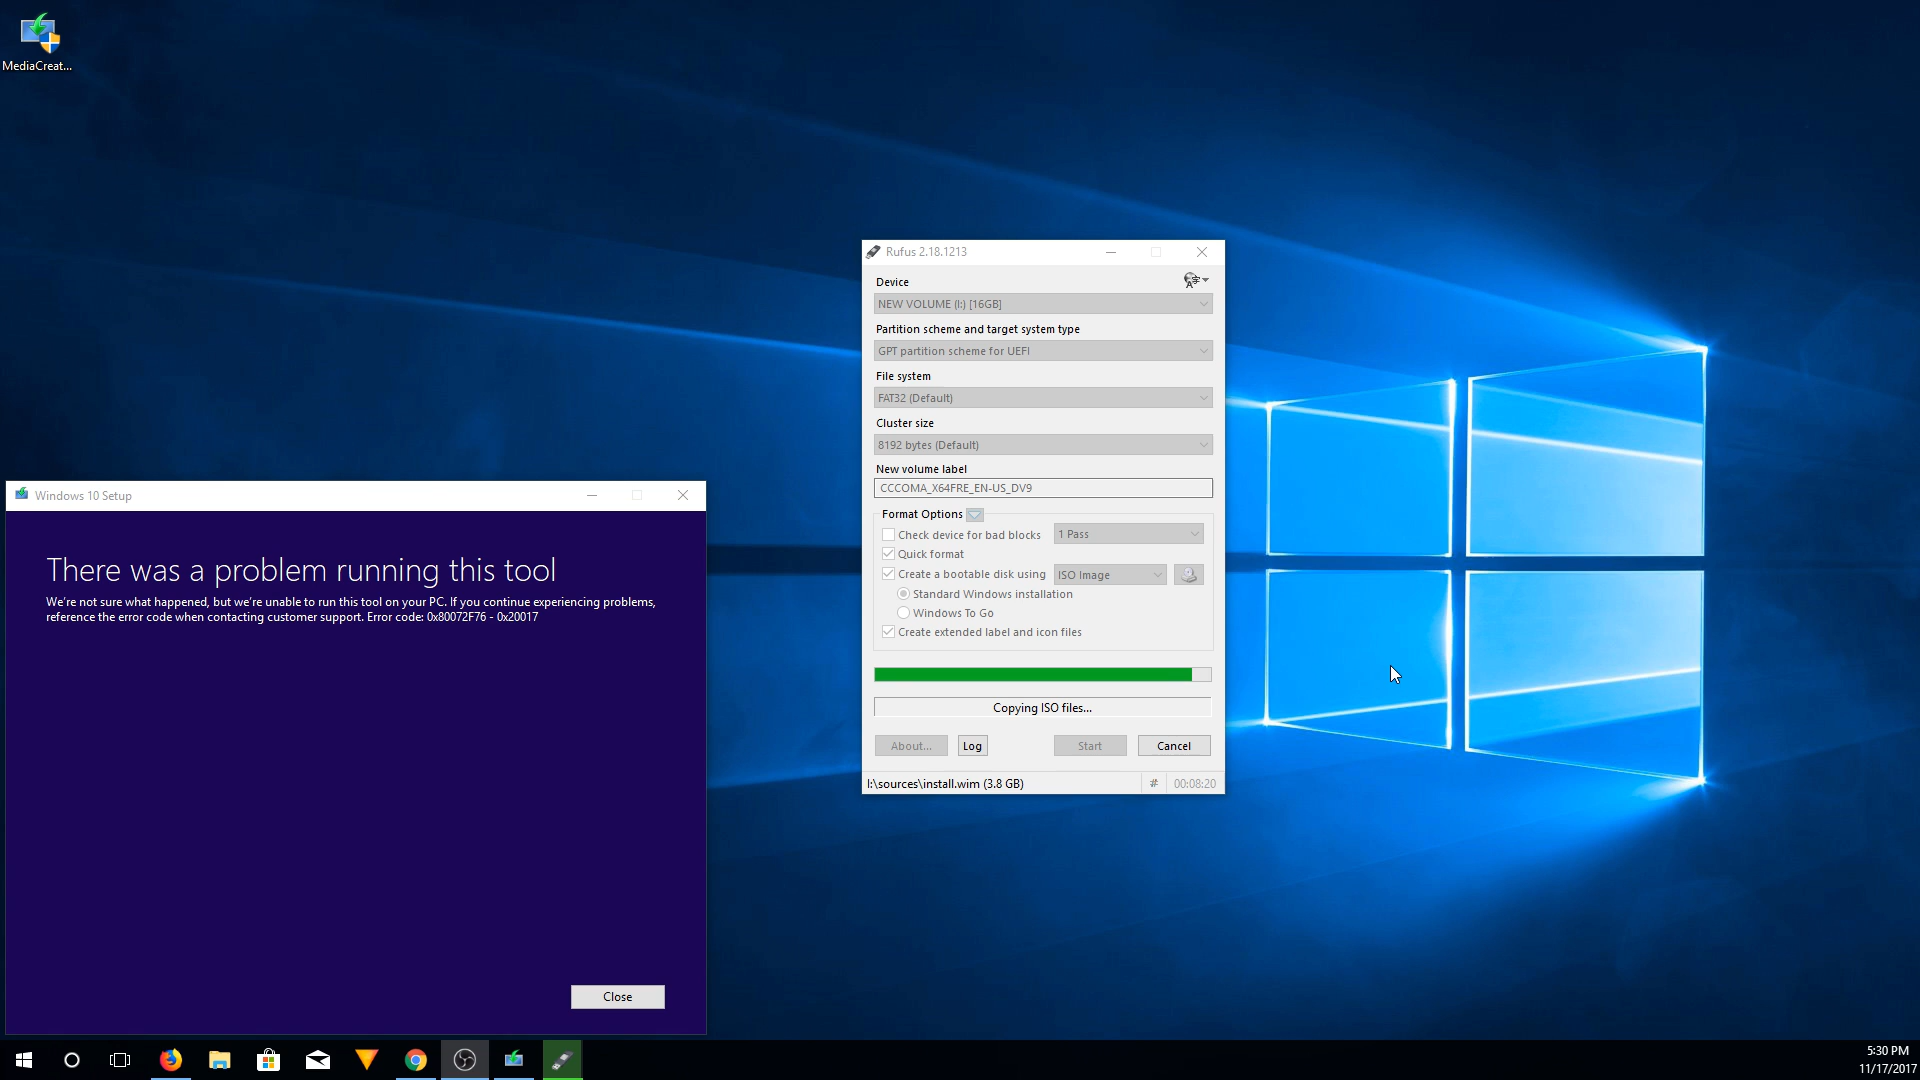 MediaCreat...
Rufus 2.18.1213
Device
NEW VOLUME (I:) [16GB]
Partition scheme and target system type
GPT partition scheme for UEFI
File system
FAT32 (Default)
Cluster size
8192 bytes (Default)
New volume label
CCCOMA_X64FRE_EN-US_DV9
Format Options
Check device for bad blocks 1 Pass
Quick format
Create a bootable disk using ISO Image
Standard Windows installation
Windows To Go
Create extended label and icon files
Copying ISO files...
About... Log Start Cancel
I:\sources\install.wim (3.8 GB) # 00:08:20
Windows 10 Setup
There was a problem running this tool
We're not sure what happened, but we're unable to run this tool on your PC. If you continue experiencing problems,
reference the error code when contacting customer support. Error code: 0x80072F76 - 0x20017
Close
5:30 PM
11/17/2017